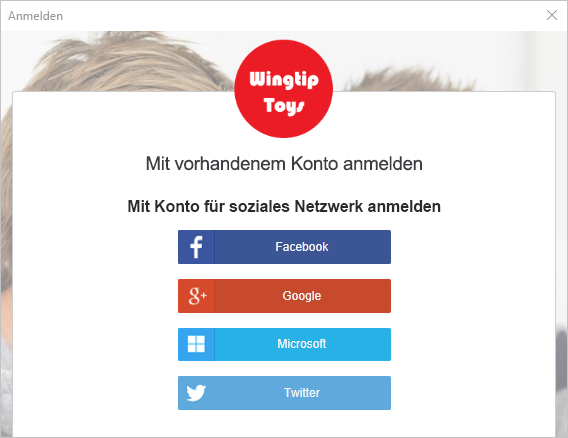 Anmelden
Wingtip
Toys
Mit vorhandenem Konto anmelden
Mit Konto für soziales Netzwerk anmelden
Facebook
Google
Microsoft
Twitter